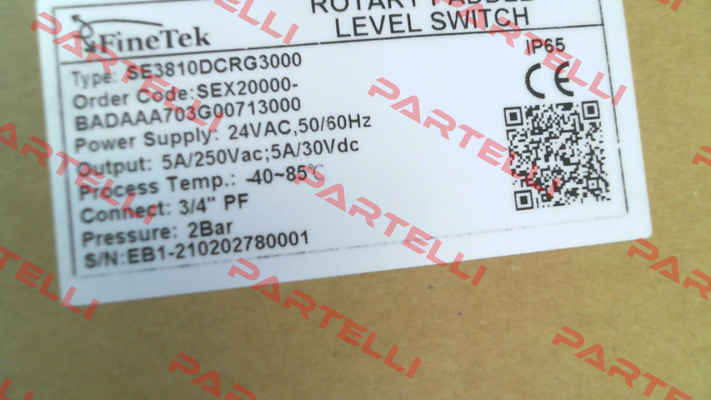 FineTek
ROTARY PADDLE
LEVEL SWITCH
IP65
CE
Type: SE3810DCRG3000
Order Code:SEX20000-
BADAAA703G00713000
Power Supply: 24VAC,50/60Hz
Output: 5A/250Vac;5A/30Vdc
Process Temp.: -40~85℃
Connect: 3/4" PF
Pressure: 2Bar
S/N:EB1-210202780001
PARTELLI
PARTELLI
PARTELLI
PARTELLI
PARTELLI
PARTELLI